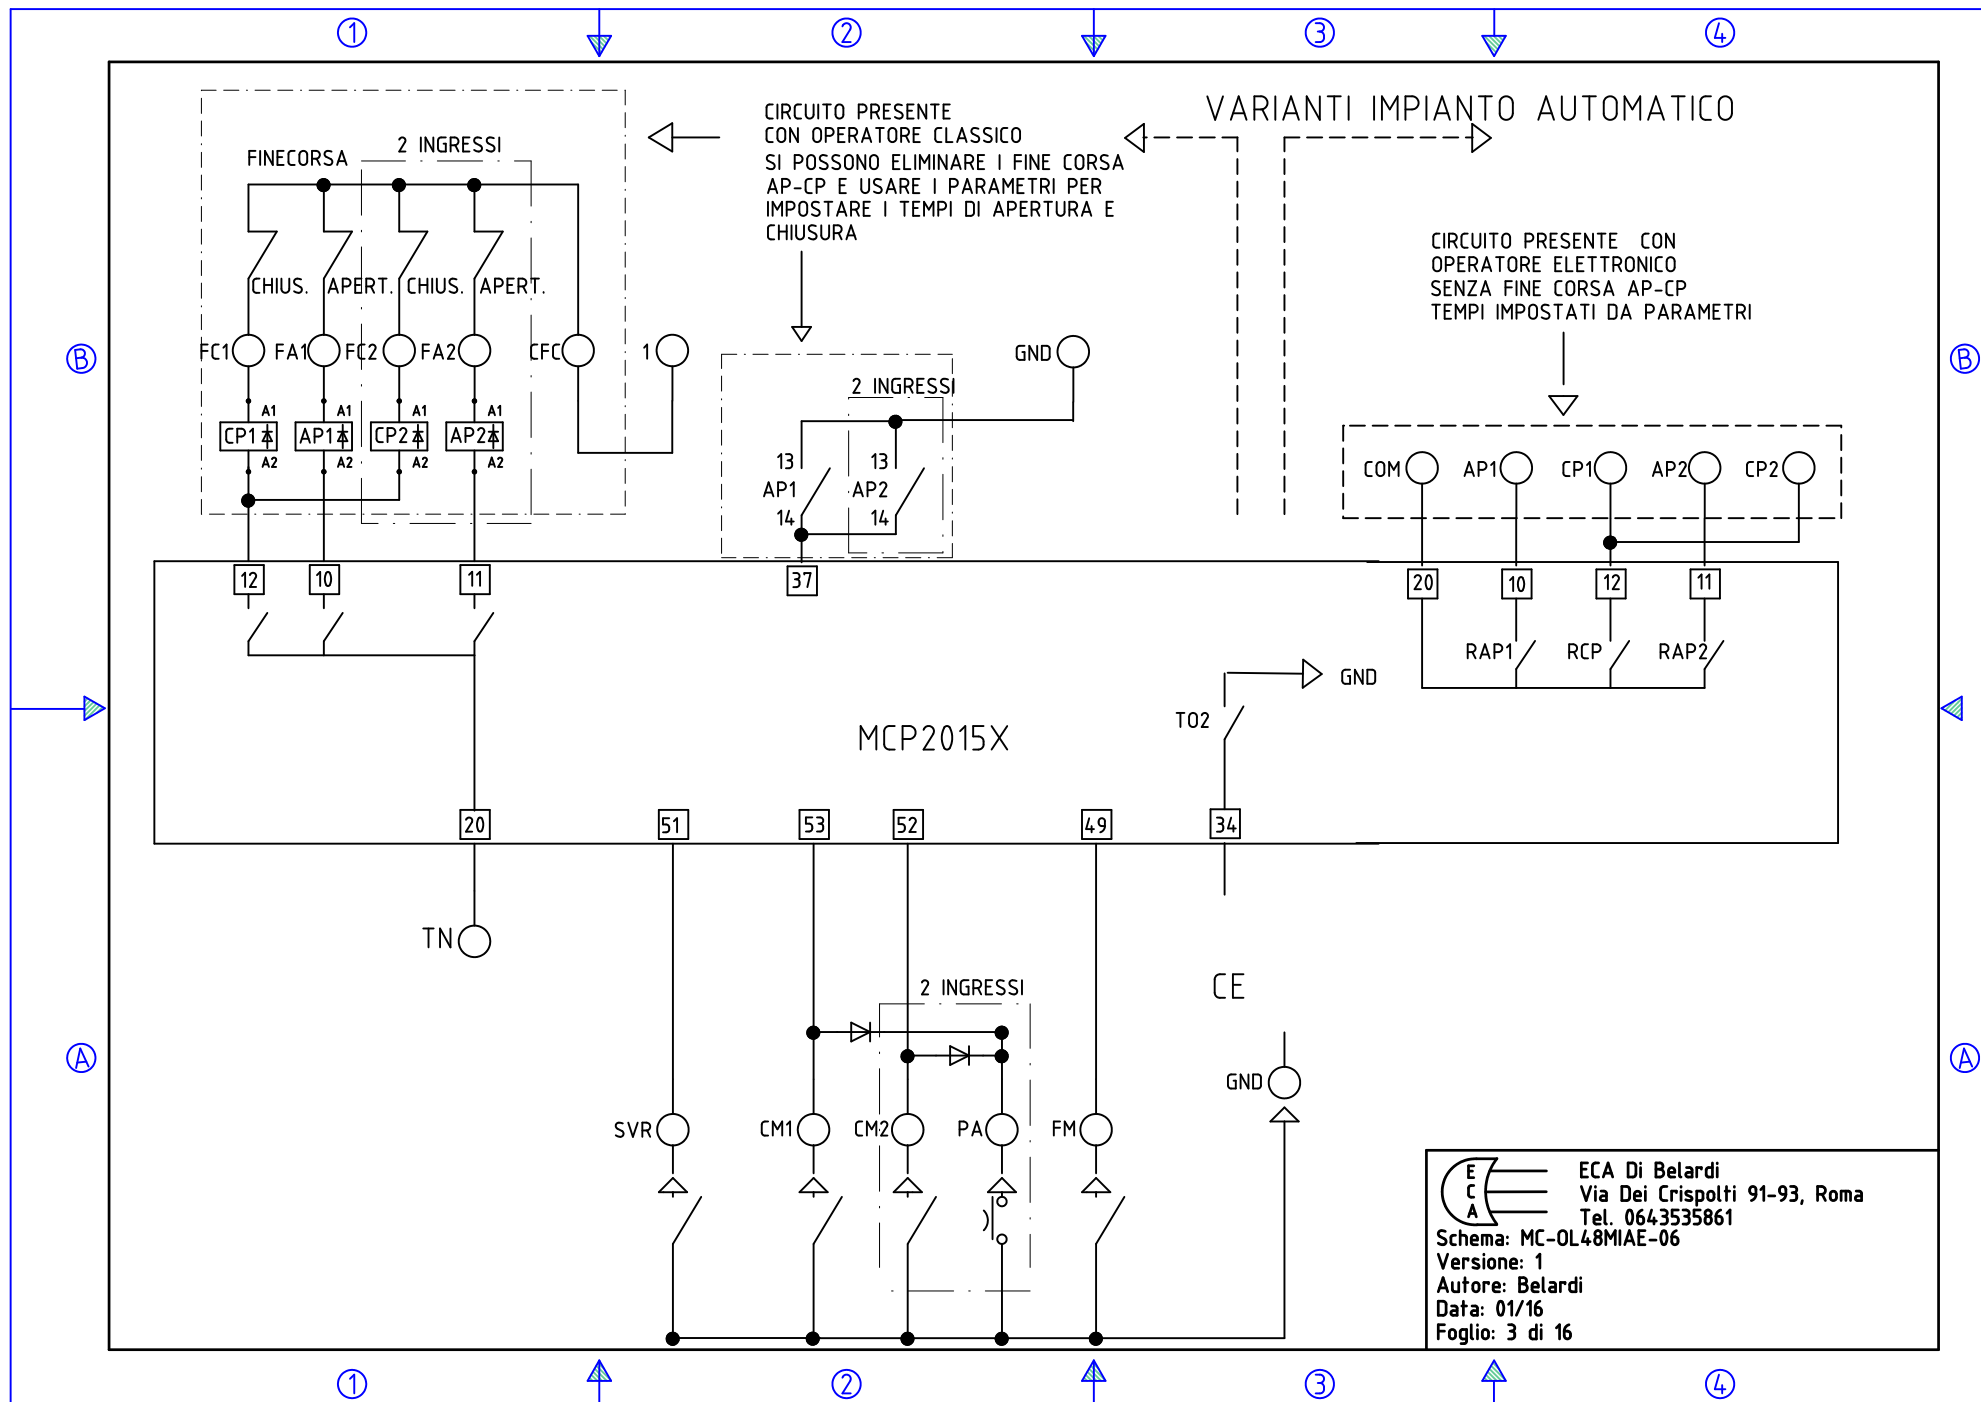 1 2 3 4
VARIANTI IMPIANTO AUTOMATICO
FINECORSA
2 INGRESSI
CIRCUITO PRESENTE
CON OPERATORE CLASSICO
SI POSSONO ELIMINARE I FINE CORSA
AP-CP E USARE I PARAMETRI PER
IMPOSTARE I TEMPI DI APERTURA E
CHIUSURA
CIRCUITO PRESENTE CON
OPERATORE ELETTRONICO
SENZA FINE CORSA AP-CP
TEMPI IMPOSTATI DA PARAMETRI
CHIUS. APERT. CHIUS. APERT.
B
FC1 FA1 FC2 FA2 CFC 1
GND
B
2 INGRESSI
A1 A1 A1 A1
CP1 AP1 CP2 AP2
A2 A2 A2 A2
13 13
AP1 AP2
14 14
COM AP1 CP1 AP2 CP2
12 10 11 37 20 10 12 11
RAP1 RCP RAP2
GND
TO2
MCP2015X
20 51 53 52 49 34
TN
2 INGRESSI
CE
A
GND
A
SVR CM1 CM2 PA FM
E
C
A
ECA Di Belardi
Via Dei Crispolti 91-93, Roma
Tel. 0643535861
Schema: MC-OL48MIAE-06
Versione: 1
Autore: Belardi
Data: 01/16
Foglio: 3 di 16
1 2 3 4